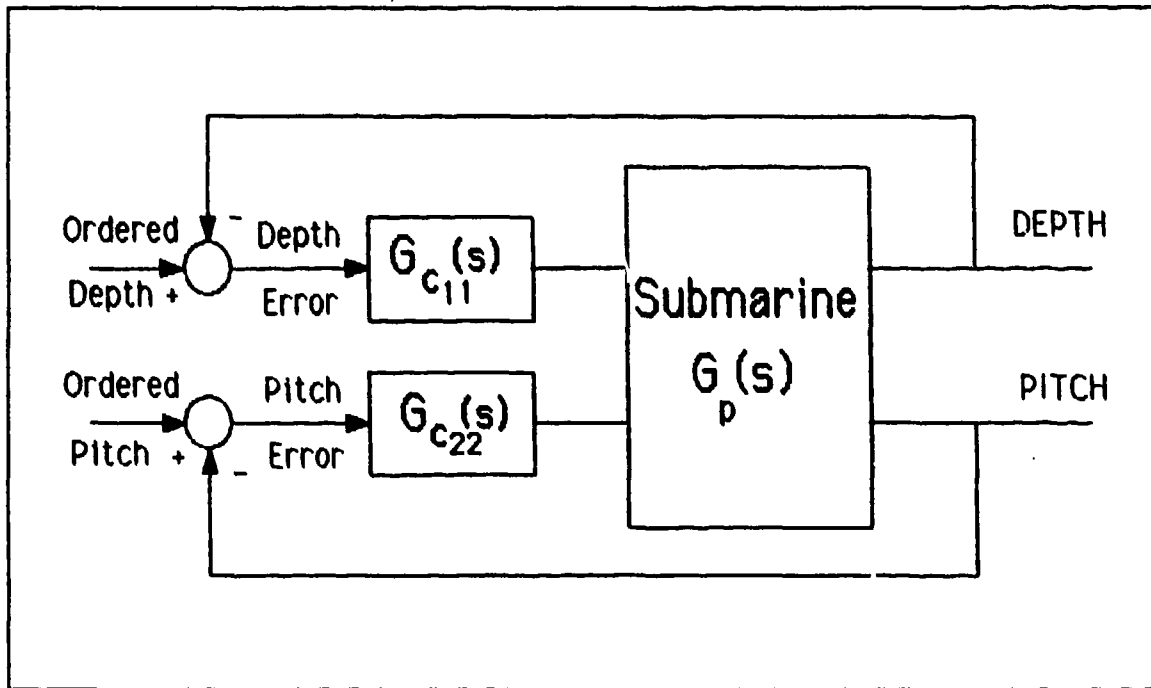 Ordered
Depth +
-
Depth
Error
G_c11(s)
Submarine
G_p(s)
DEPTH
Ordered
Pitch +
-
Pitch
Error
G_c22(s)
PITCH